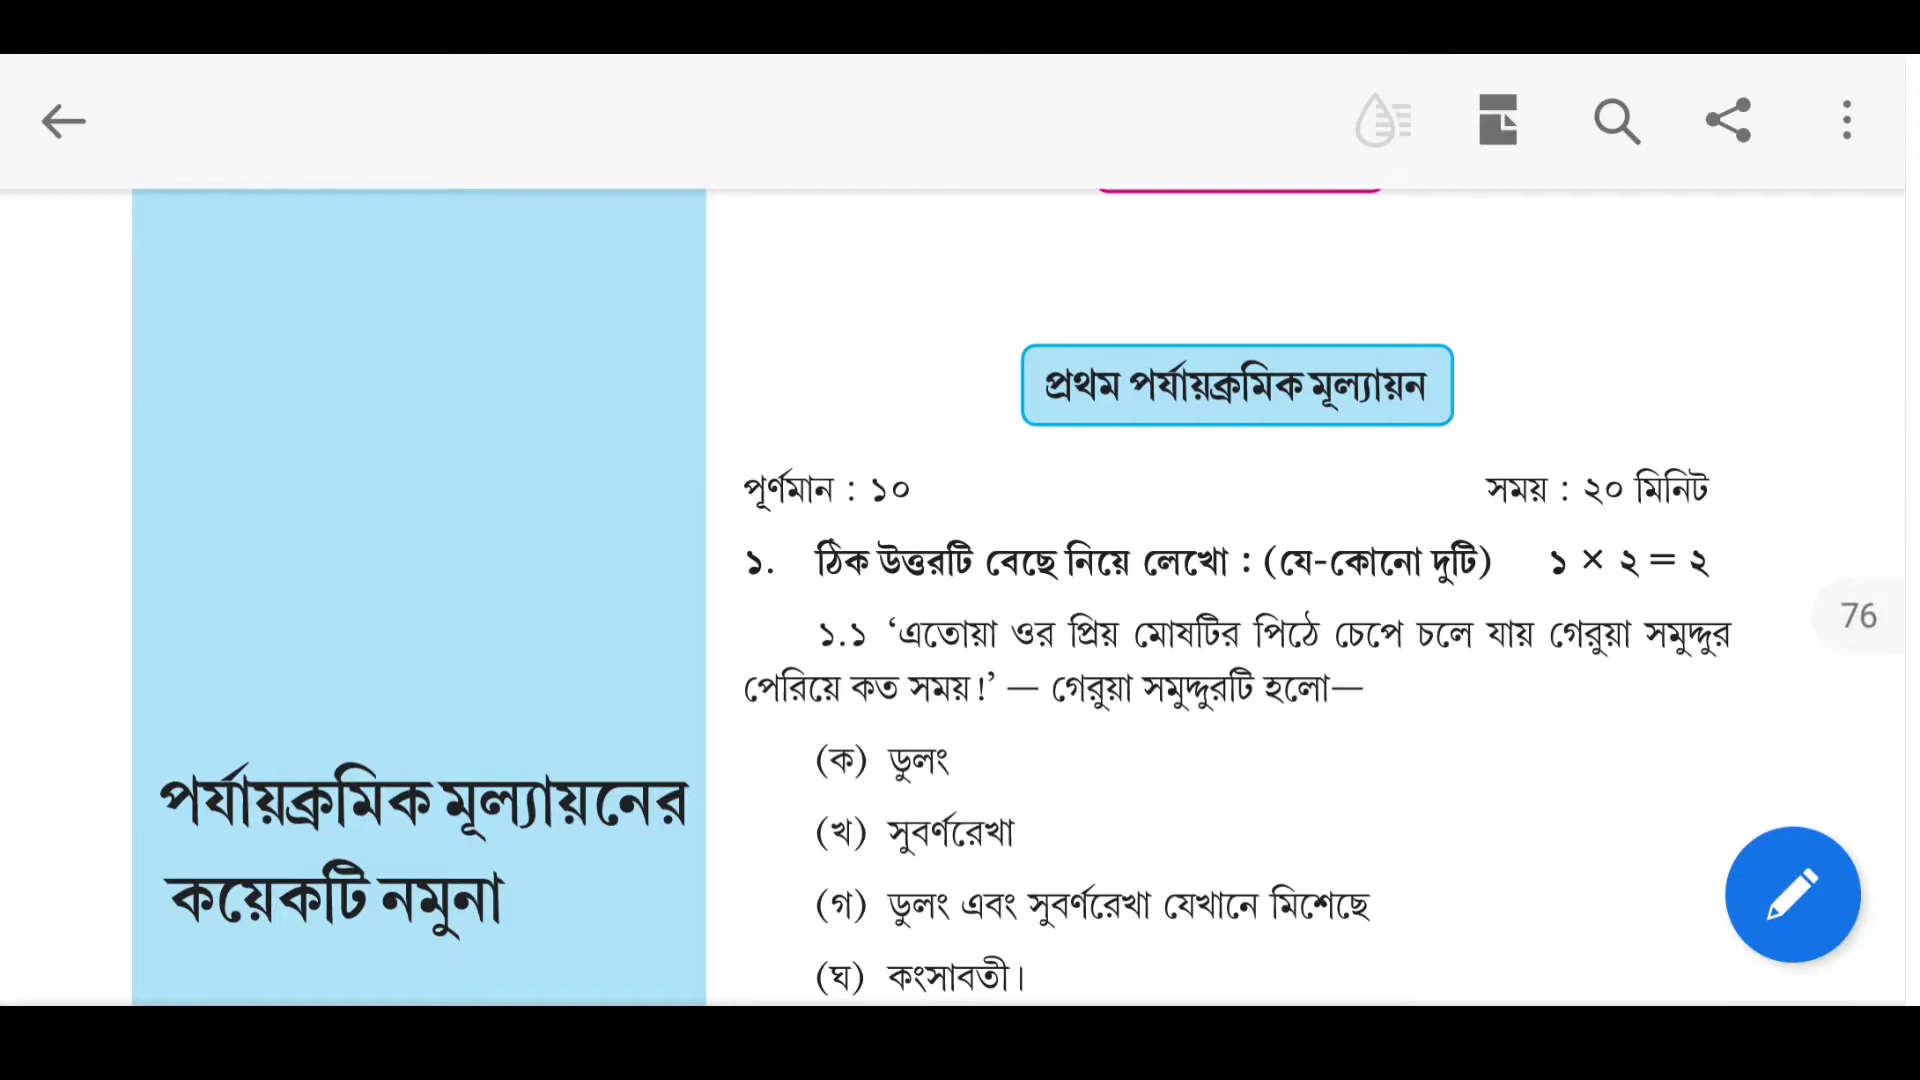 প্রথম পর্যায়ক্রমিক মূল্যায়ন
পূর্ণমান : ১০ সময় : ২০ মিনিট
১. ঠিক উত্তরটি বেছে নিয়ে লেখো : (যে-কোনো দুটি) ১ × ২ = ২
১.১ ‘এতোয়া ওর প্রিয় মোষটির পিঠে চেপে চলে যায় গেরুয়া সমুদ্দুর
পেরিয়ে কত সময়!’ — গেরুয়া সমুদ্দুরটি হলো—
(ক) ডুলং
(খ) সুবর্ণরেখা
(গ) ডুলং এবং সুবর্ণরেখা যেখানে মিশেছে
(ঘ) কংসাবতী।
পর্যায়ক্রমিক মূল্যায়নের
কয়েকটি নমুনা
76